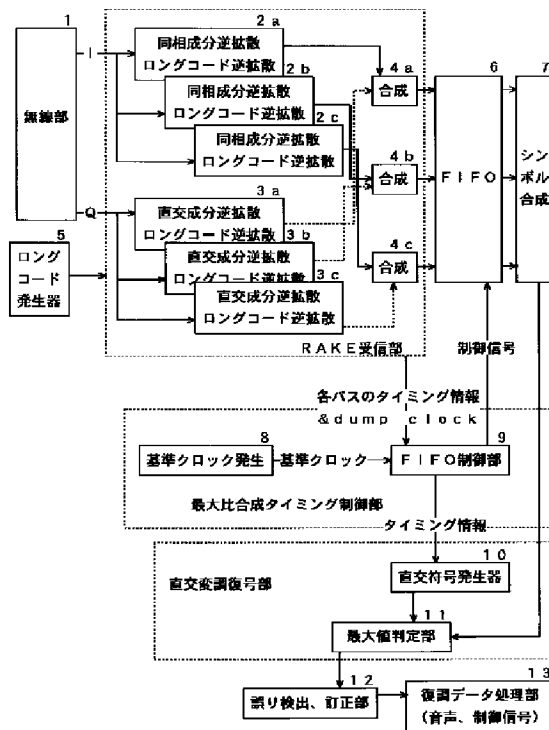 1
2a
6
7
I
同相成分逆拡散
ロングコード逆拡散
2b
4a
合成
同相成分逆拡散
ロングコード逆拡散
2c
無線部
同相成分逆拡散
ロングコード逆拡散
4b
合成
FIFO
シン
ボル
合成
3a
Q
直交成分逆拡散
ロングコード逆拡散
3b
5
ロング
コード
発生器
直交成分逆拡散
ロングコード逆拡散
3c
4c
合成
直交成分逆拡散
ロングコード逆拡散
RAKE受信部
制御信号
各パスのタイミング情報
&dump clock
8
9
基準クロック発生
基準クロック
FIFO制御部
最大比合成タイミング制御部
タイミング情報
10
直交変調復号部
直交符号発生器
11
最大値判定部
12
13
誤り検出、訂正部
復調データ処理部
(音声、制御信号)